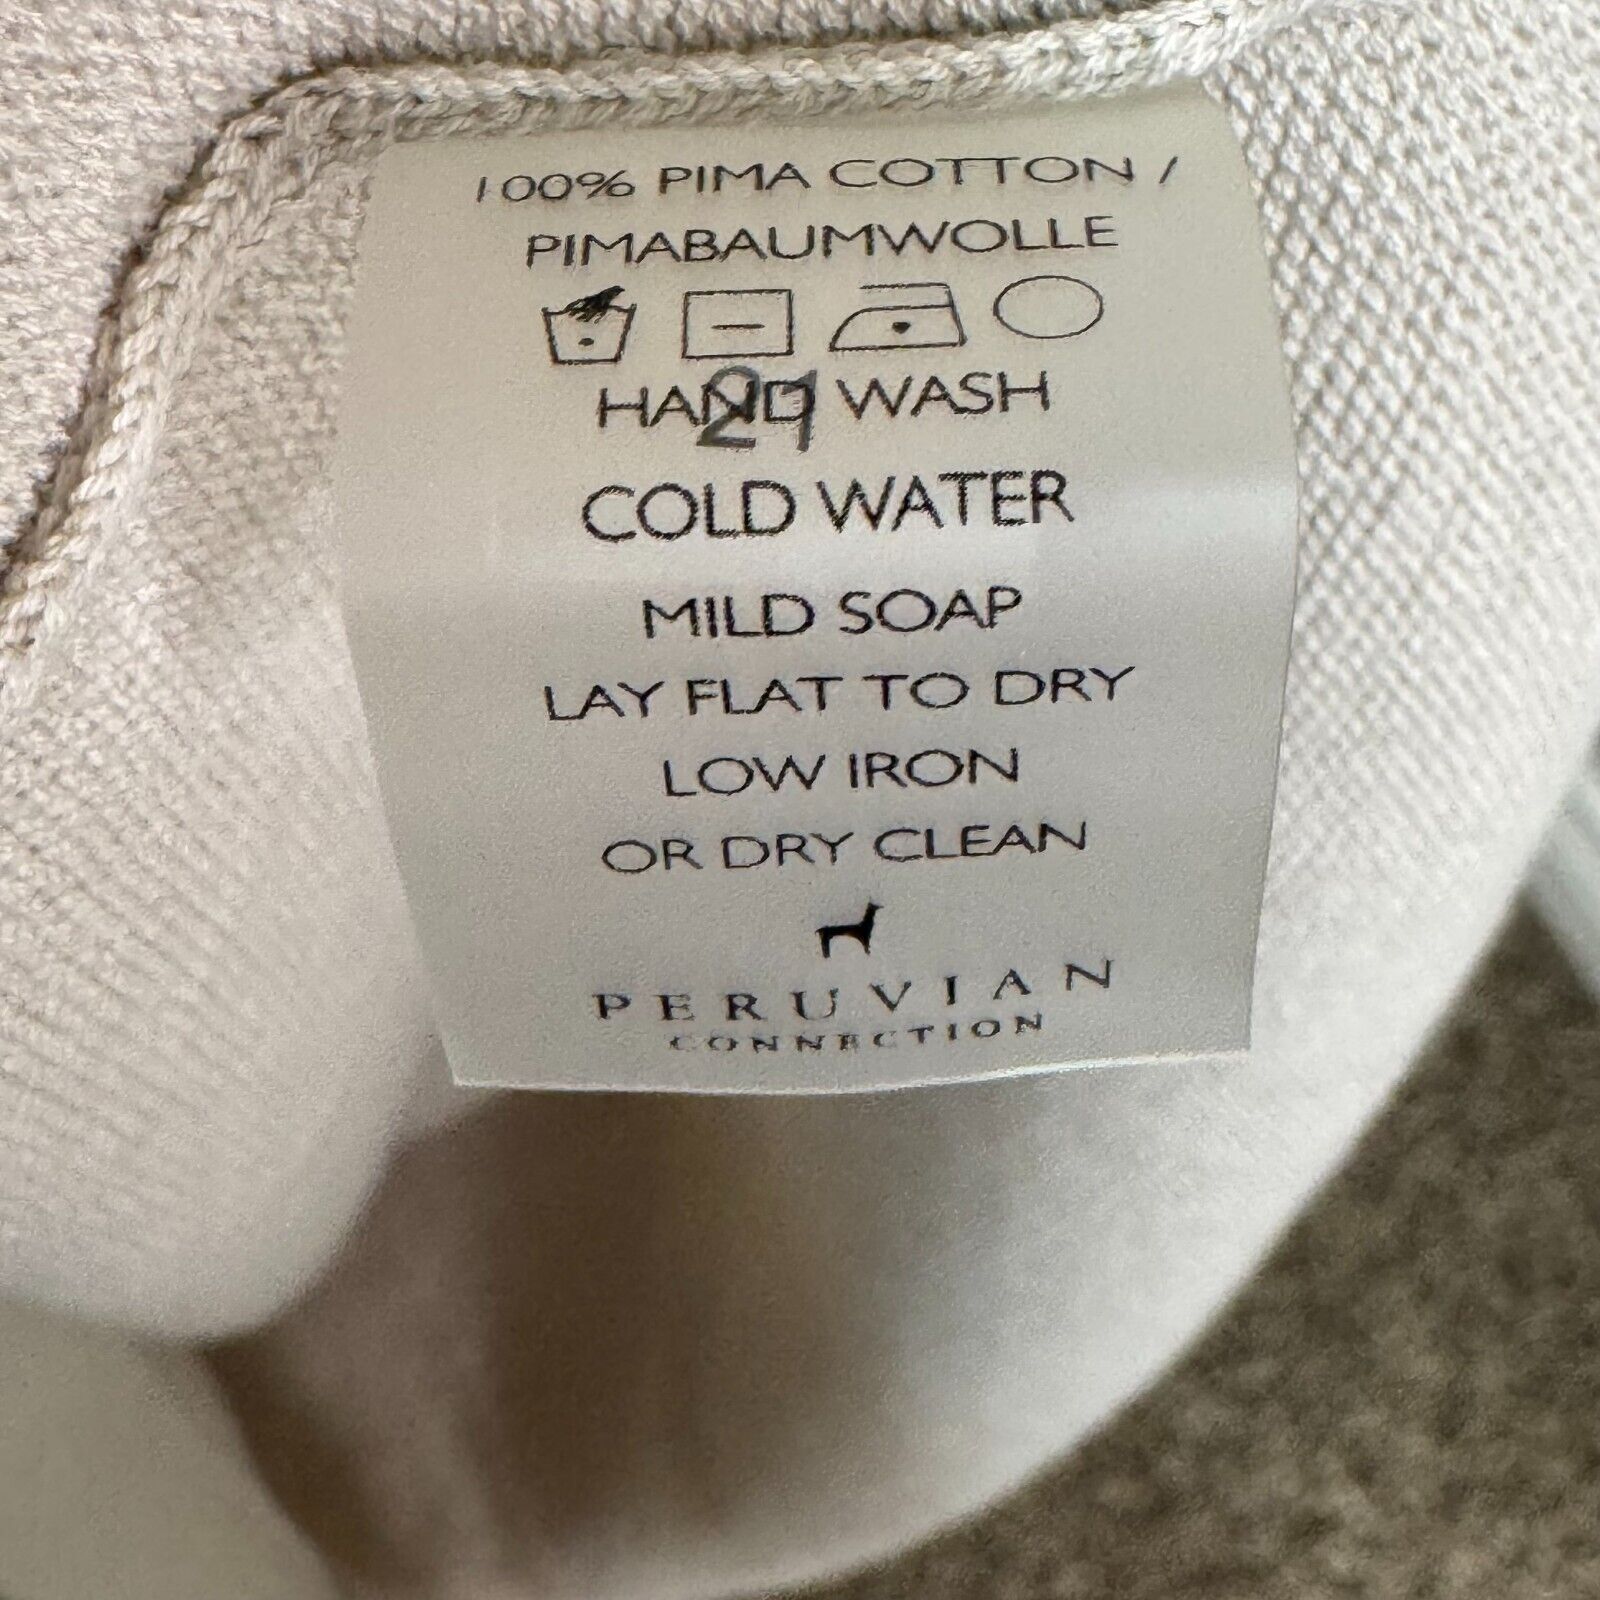 100% PIMA COTTON /
PIMABAUMWOLLE
HAND WASH
21
COLD WATER
MILD SOAP
LAY FLAT TO DRY
LOW IRON
OR DRY CLEAN
PERUVIAN
CONNECTION